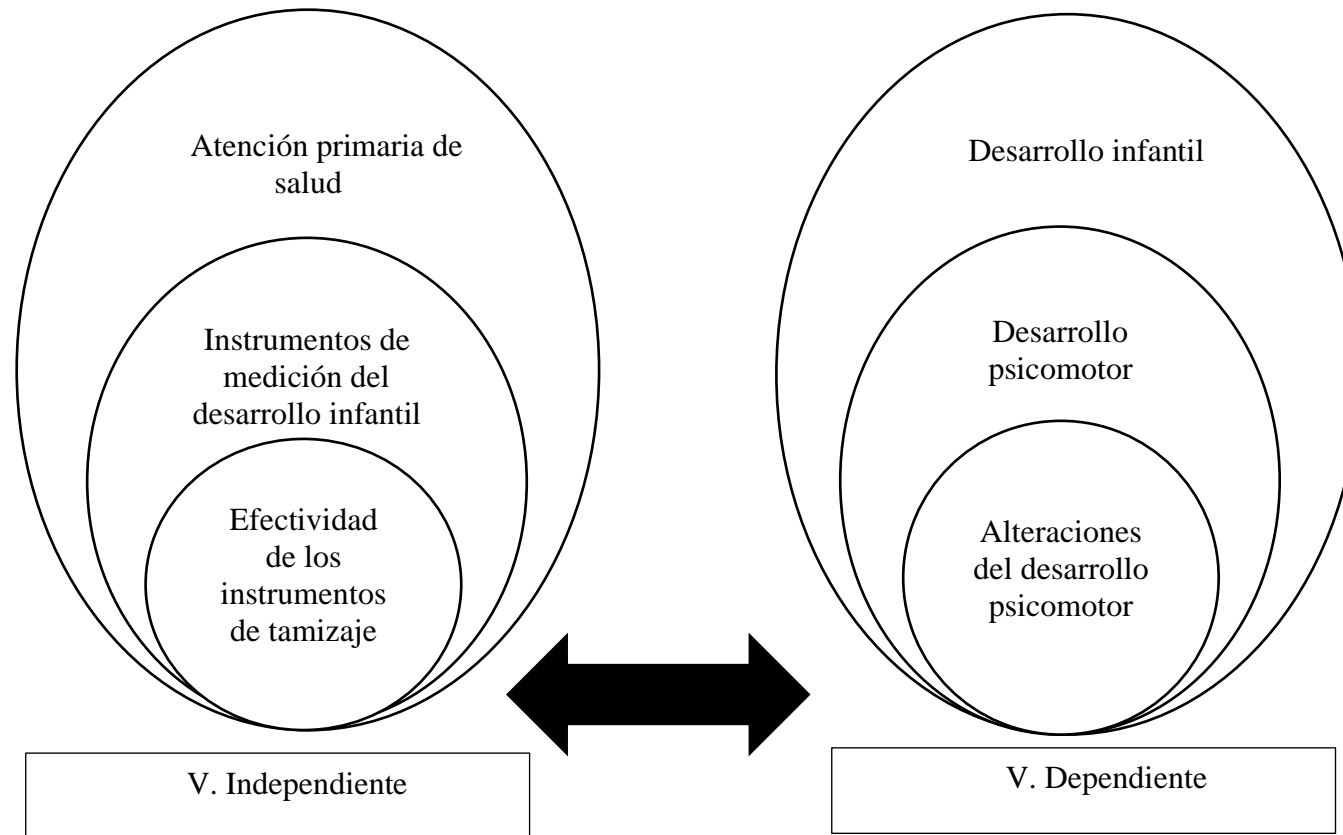 Atención primaria de
salud
Instrumentos de
medición del
desarrollo infantil
Efectividad
de los
instrumentos
de tamizaje
V. Independiente
Desarrollo infantil
Desarrollo
psicomotor
Alteraciones
del desarrollo
psicomotor
V. Dependiente